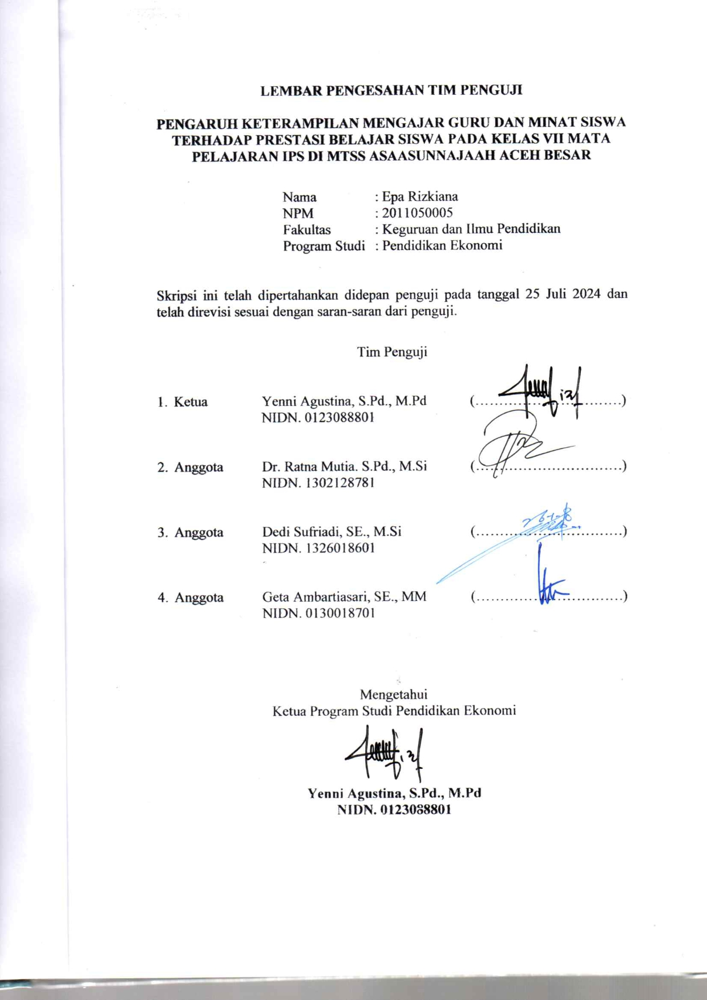 LEMBAR PENGESAHAN TIM PENGUJI
PENGARUH KETERAMPILAN MENGAJAR GURU DAN MINAT SISWA
TERHADAP PRESTASI BELAJAR SISWA PADA KELAS VII MATA
PELAJARAN IPS DI MTSS ASAASUNNAJAAH ACEH BESAR
Nama : Epa Rizkiana
NPM : 2011050005
Fakultas : Keguruan dan Ilmu Pendidikan
Program Studi : Pendidikan Ekonomi
Skripsi ini telah dipertahankan didepan penguji pada tanggal 25 Juli 2024 dan
telah direvisi sesuai dengan saran-saran dari penguji.
Tim Penguji
1. Ketua Yenni Agustina, S.Pd., M.Pd (..............................)
NIDN. 0123088801
2. Anggota Dr. Ratna Mutia. S.Pd., M.Si (..............................)
NIDN. 1302128781
3. Anggota Dedi Sufriadi, SE., M.Si (..............................)
NIDN. 1326018601
4. Anggota Geta Ambartiasari, SE., MM (..............................)
NIDN. 0130018701
Mengetahui
Ketua Program Studi Pendidikan Ekonomi
Yenni Agustina, S.Pd., M.Pd
NIDN. 0123088801